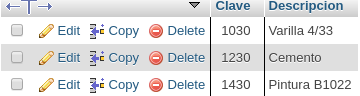 Clave Descripcion
Edit Copy Delete 1030 Varilla 4/33
Edit Copy Delete 1230 Cemento
Edit Copy Delete 1430 Pintura B1022